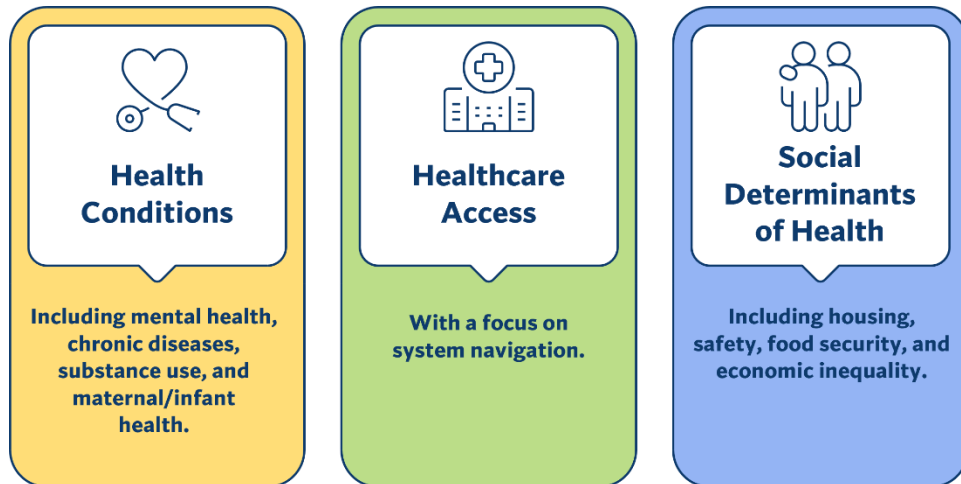 Health
Conditions
Including mental health,
chronic diseases,
substance use, and
maternal/infant
health.
Healthcare
Access
With a focus on
system navigation.
Social
Determinants
of Health
Including housing,
safety, food security, and
economic inequality.